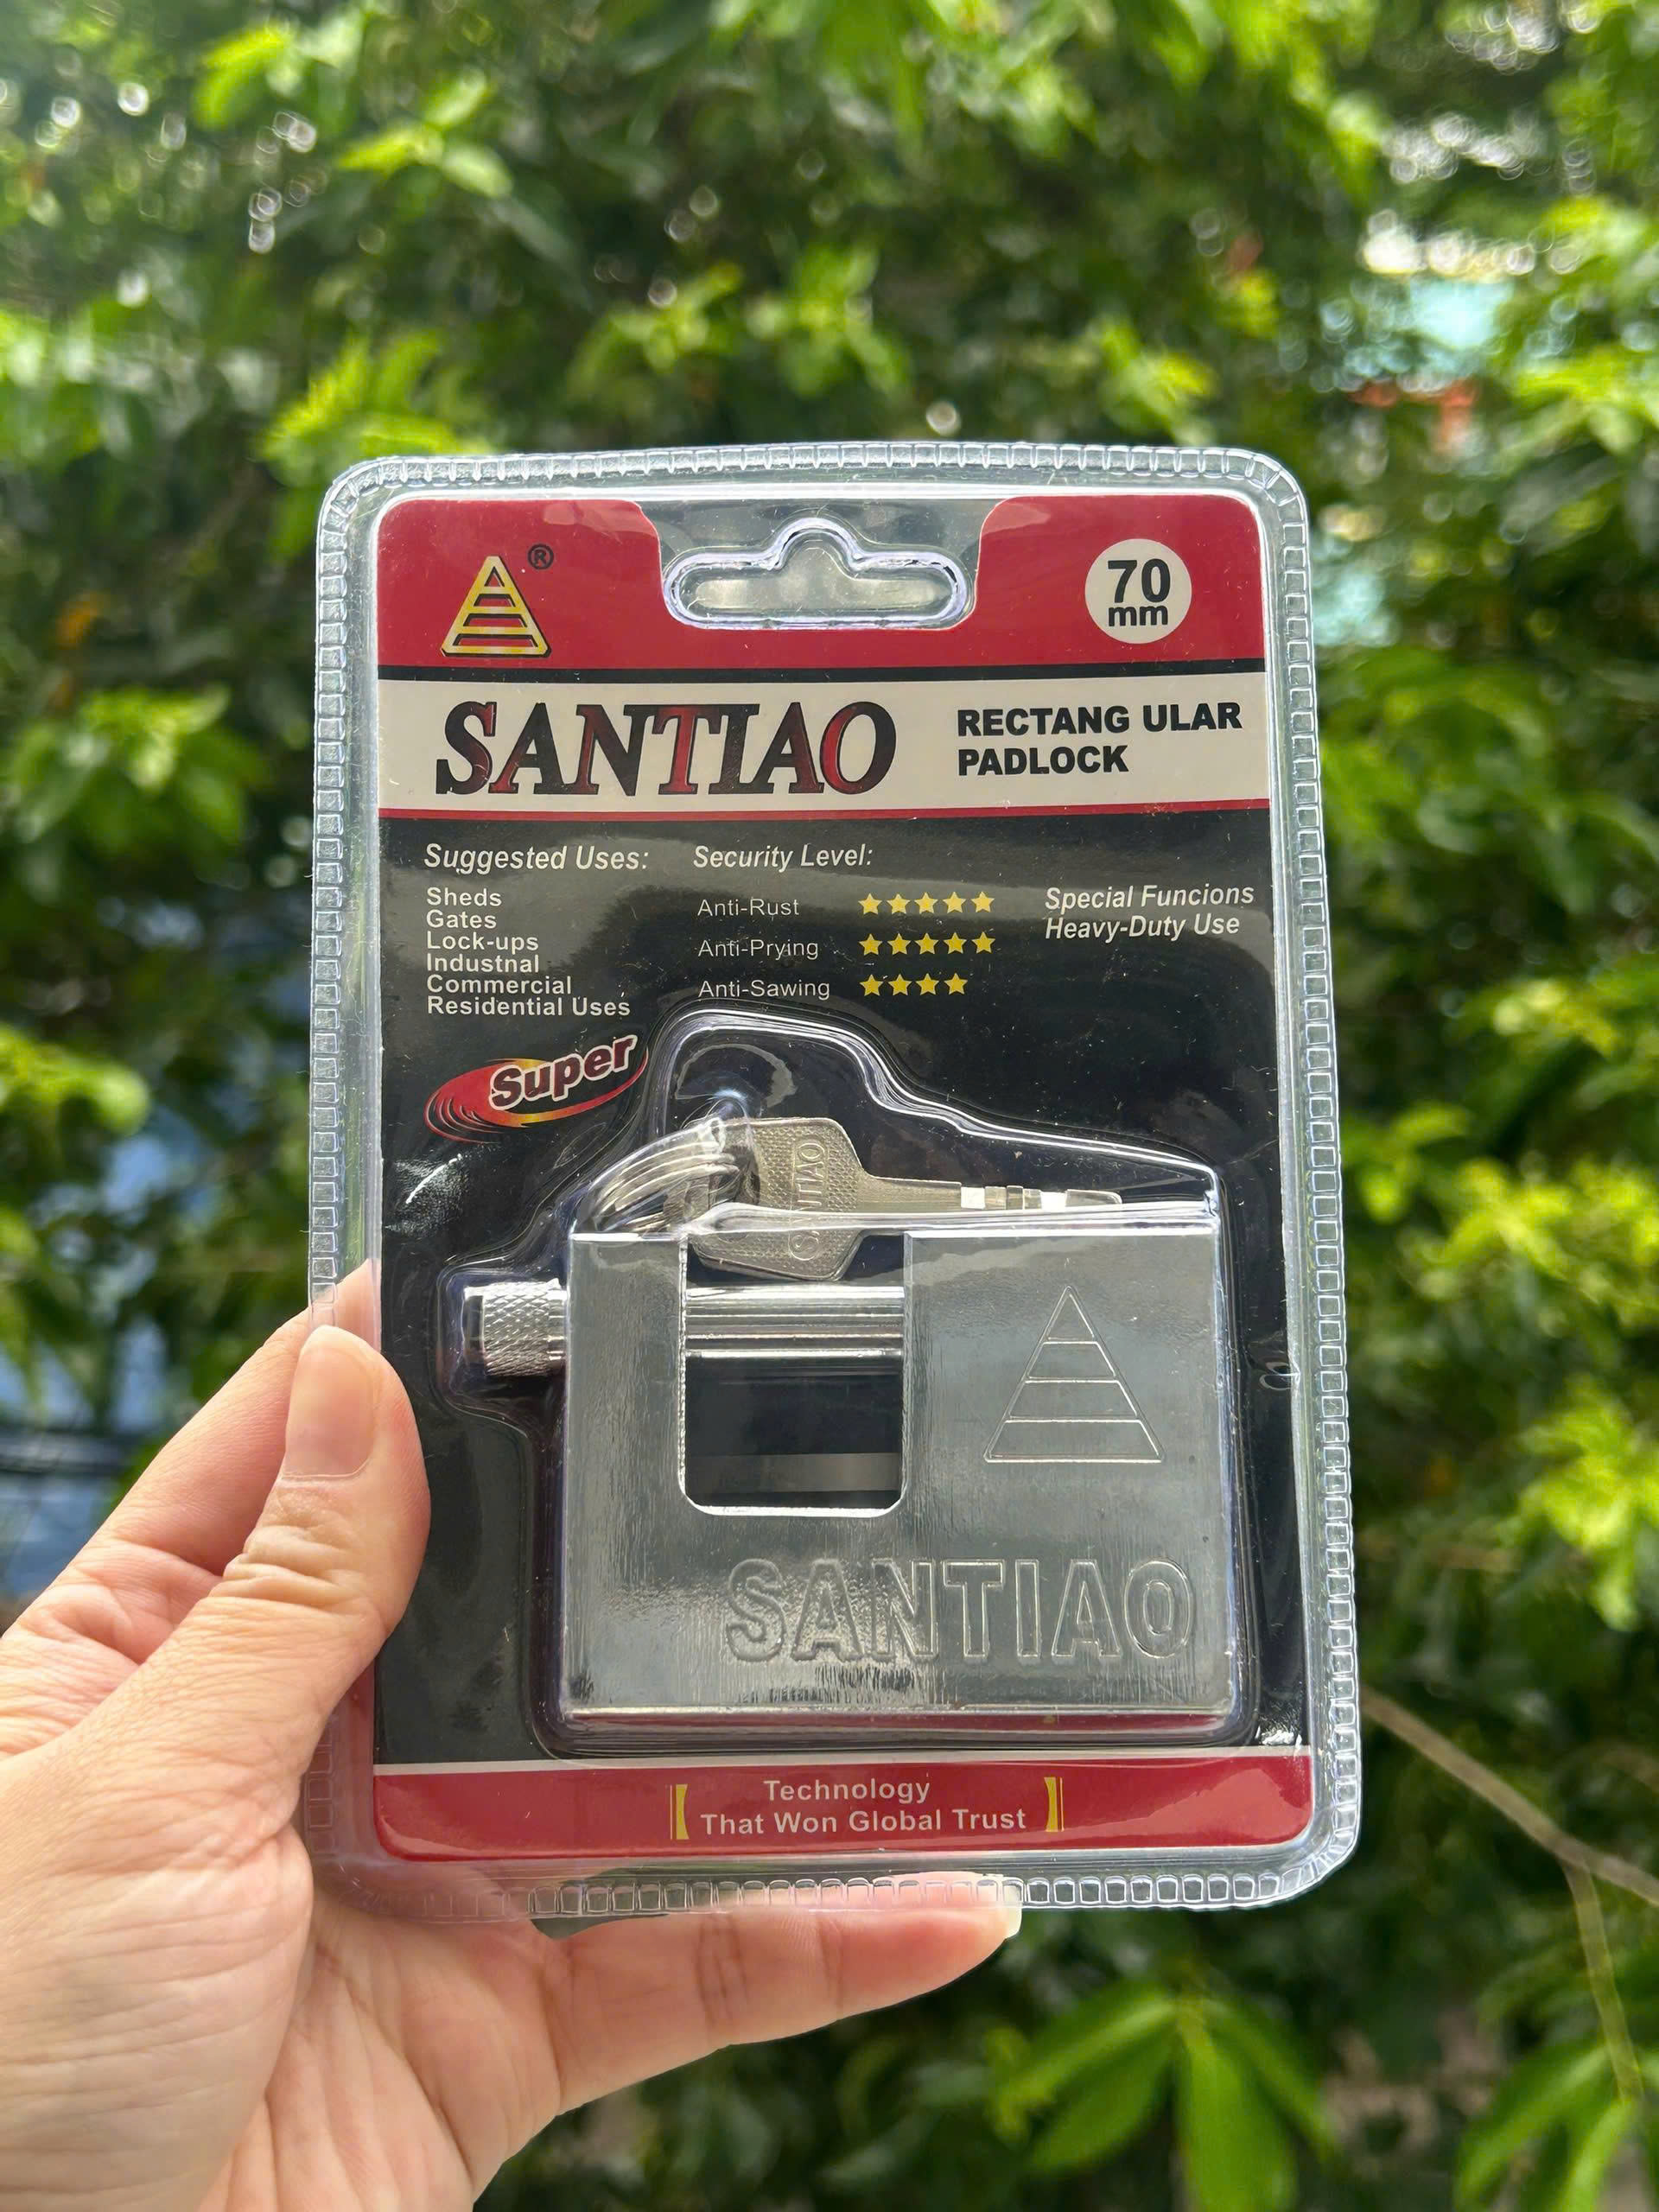 ®
70
mm
SANTIAO
RECTANG ULAR
PADLOCK
Suggested Uses:
Sheds
Gates
Lock-ups
Industnal
Commercial
Residential Uses
Security Level:
Anti-Rust
Anti-Prying
Anti-Sawing
Special Funcions
Heavy-Duty Use
Super
SANTIAO
SANTIAO
Technology
That Won Global Trust